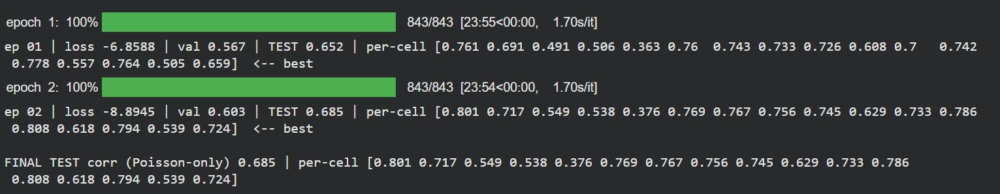 epoch 1: 100% 843/843 [23:55<00:00, 1.70s/it]
ep 01 | loss -6.8588 | val 0.567 | TEST 0.652 | per-cell [0.761 0.691 0.491 0.506 0.363 0.76  0.743 0.733 0.726 0.608 0.7   0.742
 0.778 0.557 0.764 0.505 0.659]  <-- best
epoch 2: 100% 843/843 [23:54<00:00, 1.70s/it]
ep 02 | loss -8.8945 | val 0.603 | TEST 0.685 | per-cell [0.801 0.717 0.549 0.538 0.376 0.769 0.767 0.756 0.745 0.629 0.733 0.786
 0.808 0.618 0.794 0.539 0.724]  <-- best
FINAL TEST corr (Poisson-only) 0.685 | per-cell [0.801 0.717 0.549 0.538 0.376 0.769 0.767 0.756 0.745 0.629 0.733 0.786
 0.808 0.618 0.794 0.539 0.724]